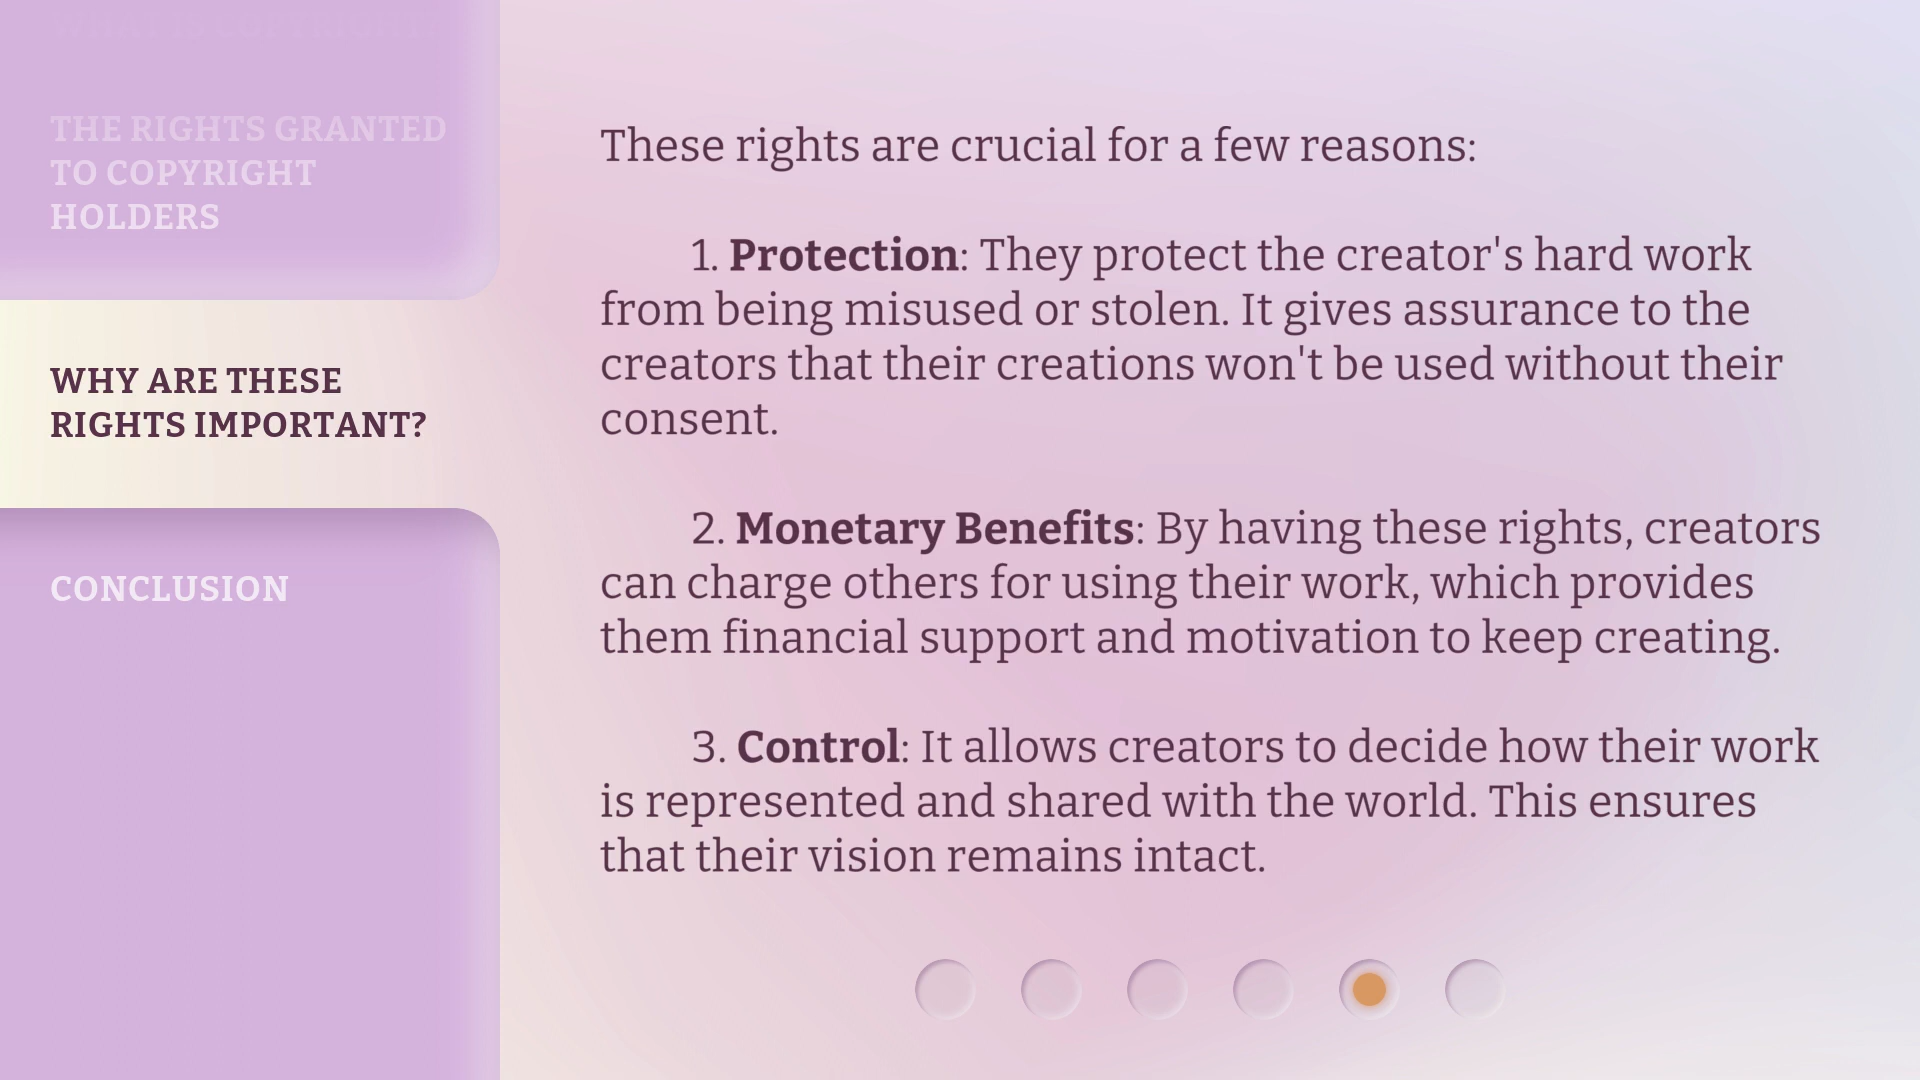 WHAT IS COPYRIGHT?
THE RIGHTS GRANTED
TO COPYRIGHT
HOLDERS
WHY ARE THESE
RIGHTS IMPORTANT?
CONCLUSION
These rights are crucial for a few reasons:
1. Protection: They protect the creator's hard work
from being misused or stolen. It gives assurance to the
creators that their creations won't be used without their
consent.
2. Monetary Benefits: By having these rights, creators
can charge others for using their work, which provides
them financial support and motivation to keep creating.
3. Control: It allows creators to decide how their work
is represented and shared with the world. This ensures
that their vision remains intact.